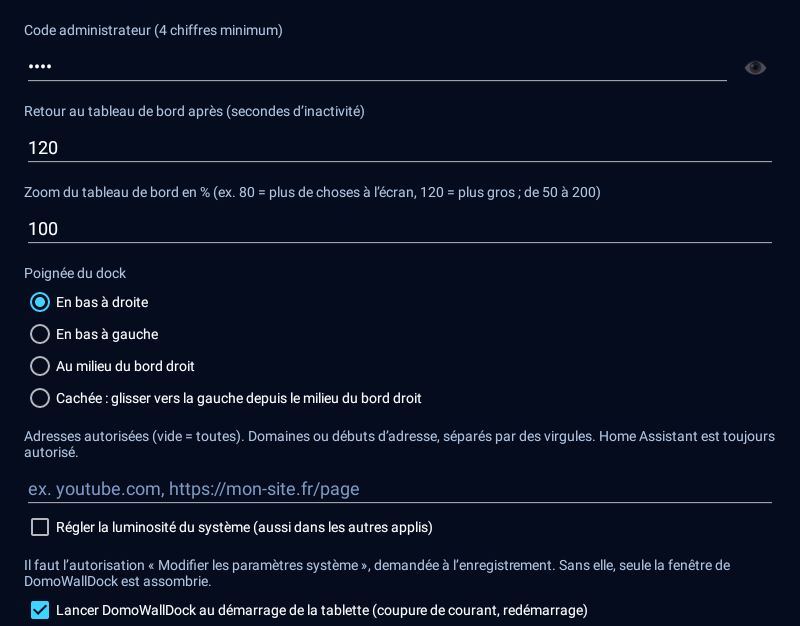 Code administrateur (4 chiffres minimum)
••••
Retour au tableau de bord après (secondes d’inactivité)
120
Zoom du tableau de bord en % (ex. 80 = plus de choses à l’écran, 120 = plus gros ; de 50 à 200)
100
Poignée du dock
En bas à droite
En bas à gauche
Au milieu du bord droit
Cachée : glisser vers la gauche depuis le milieu du bord droit
Adresses autorisées (vide = toutes). Domaines ou débuts d’adresse, séparés par des virgules. Home Assistant est toujours
autorisé.
ex. youtube.com, https://mon-site.fr/page
Régler la luminosité du système (aussi dans les autres applis)
Il faut l’autorisation « Modifier les paramètres système », demandée à l’enregistrement. Sans elle, seule la fenêtre de
DomoWallDock est assombrie.
Lancer DomoWallDock au démarrage de la tablette (coupure de courant, redémarrage)